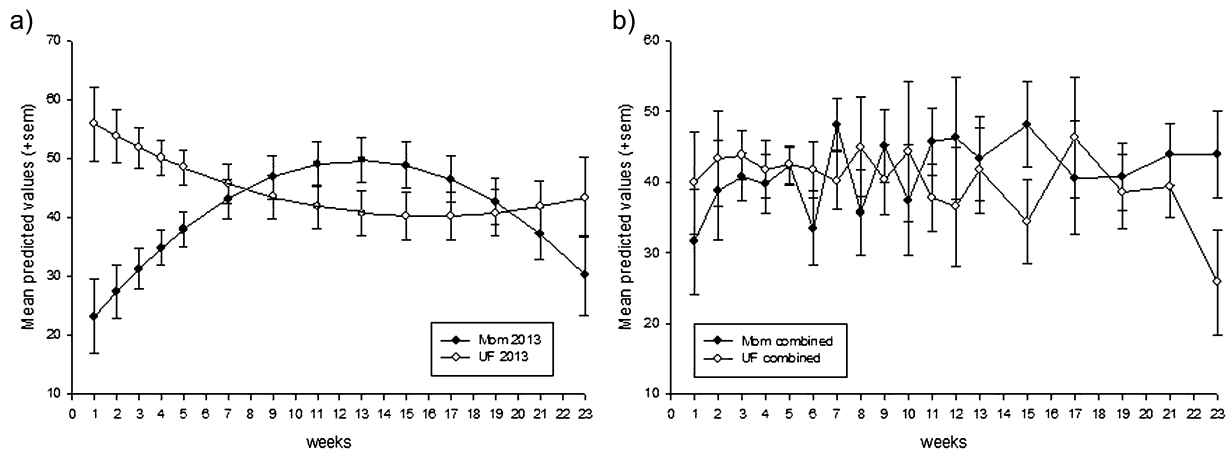 a)
Mean predicted values (+sem)
70
60
50
40
30
20
10
0 1 2 3 4 5 6 7 8 9 10 11 12 13 14 15 16 17 18 19 20 21 22 23
weeks
Mom 2013
UF 2013
b)
Mean predicted values (+sem)
60
50
40
30
20
10
0 1 2 3 4 5 6 7 8 9 10 11 12 13 14 15 16 17 18 19 20 21 22 23
weeks
Mom combined
UF combined